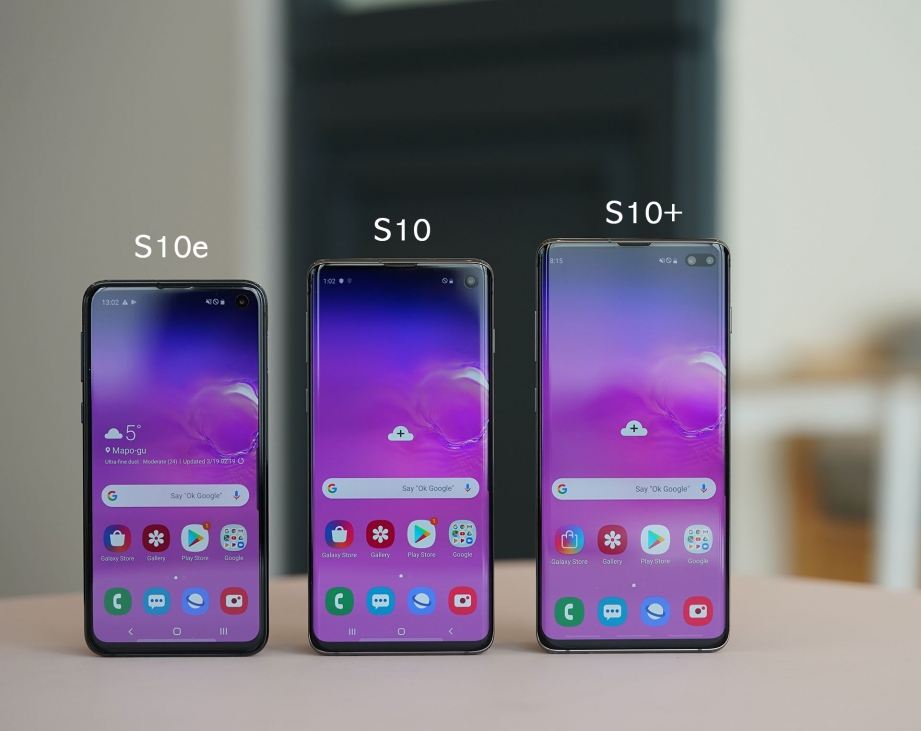 S10e
S10
S10+
13:02
5°
Mapo-gu
Ultra-fine dust : Moderate (24) | Updated 3/19 02:19
Say "Ok Google"
Galaxy Store
Gallery
Play Store
Google
1:02
Say "Ok Google"
Galaxy Store
Gallery
Play Store
Google
8:15
Say "Ok Google"
Galaxy Store
Gallery
Play Store
Google